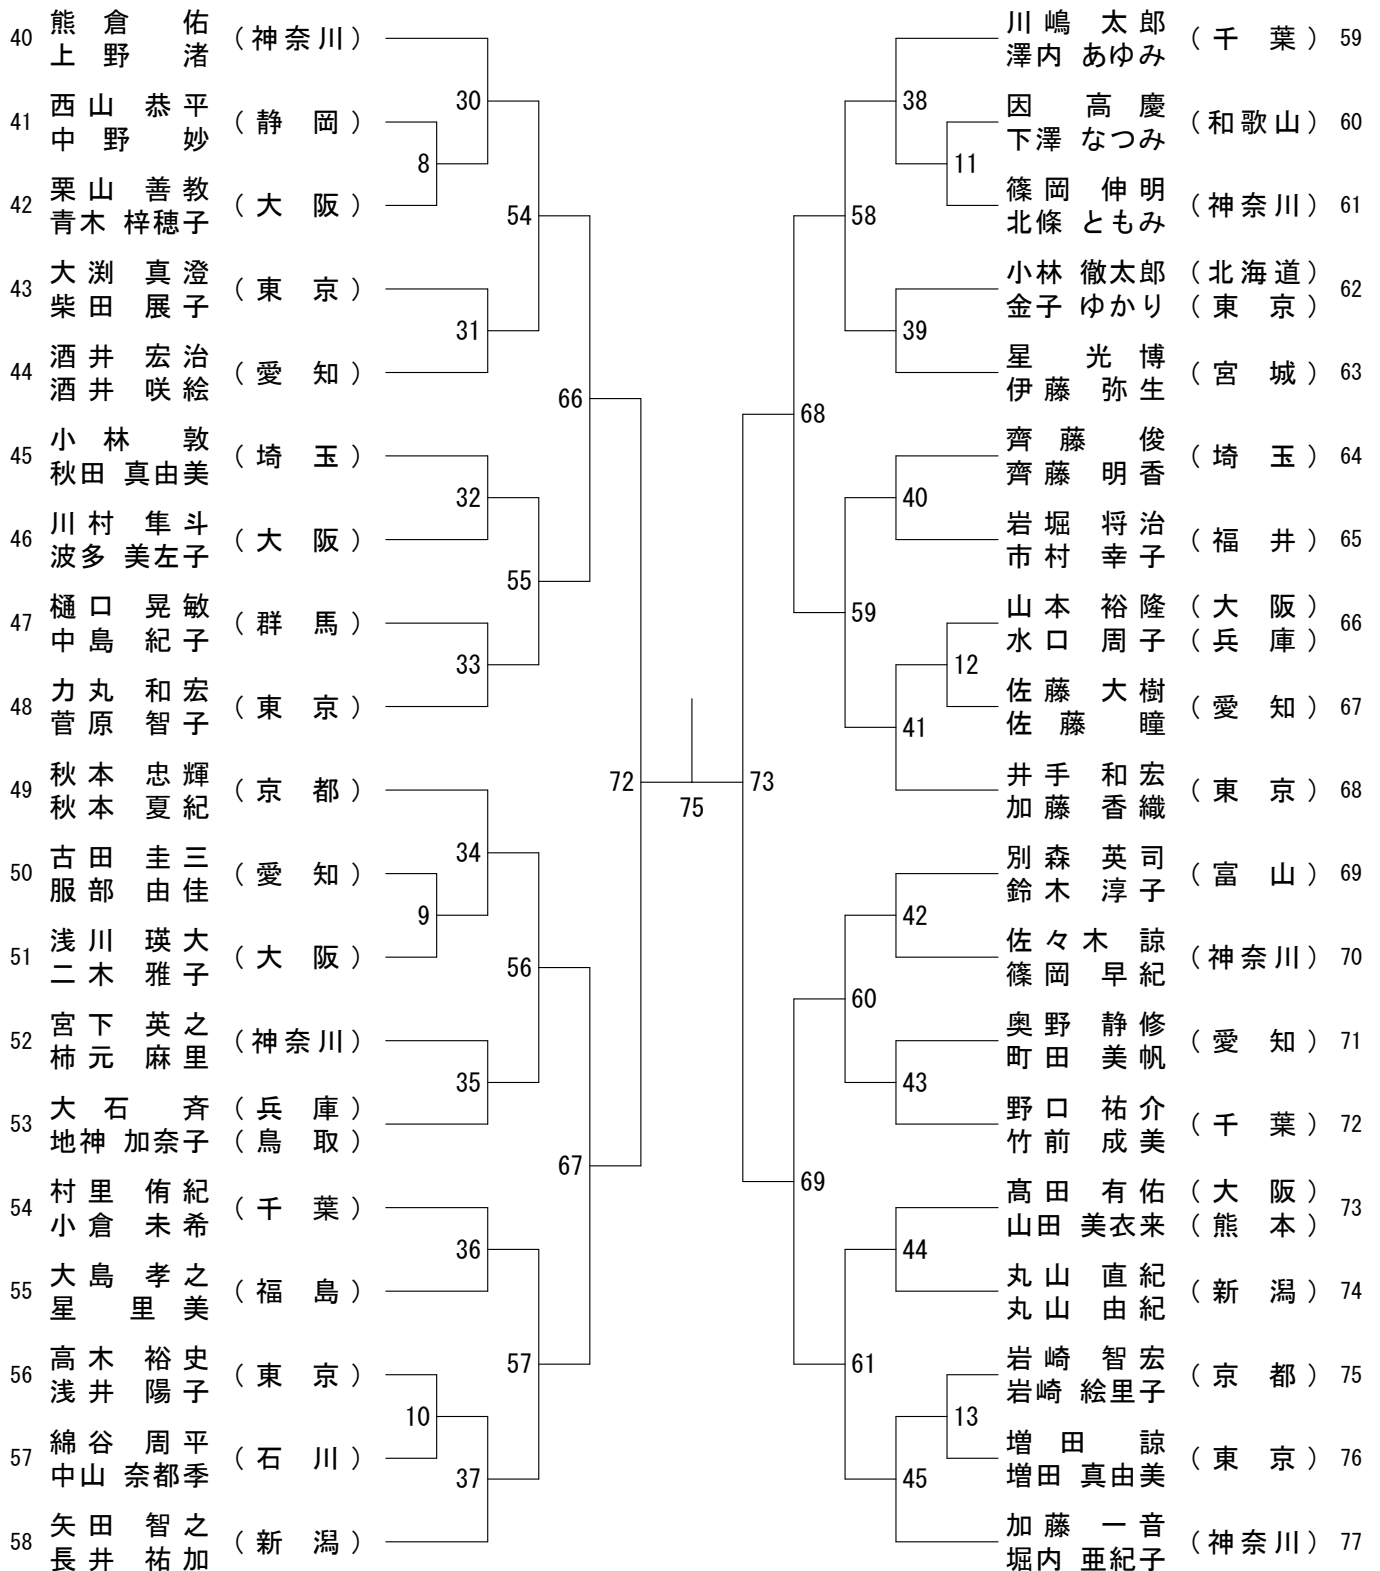 40 熊倉 佑 (神奈川)
上野 渚
41 西山 恭平 (静岡)
中野 妙
42 栗山 善教 (大阪)
青木 梓穂子
43 大渕 真澄 (東京)
柴田 展子
44 酒井 宏治 (愛知)
酒井 咲絵
45 小林 敦 (埼玉)
秋田 真由美
46 川村 隼斗 (大阪)
波多 美左子
47 樋口 晃敏 (群馬)
中島 紀子
48 力丸 和宏 (東京)
菅原 智子
49 秋本 忠輝 (京都)
秋本 夏紀
50 古田 圭三 (愛知)
服部 由佳
51 浅川 瑛大 (大阪)
二木 雅子
52 宮下 英之 (神奈川)
柿元 麻里
53 大石 斉 (兵庫)
地神 加奈子 (鳥取)
54 村里 侑紀 (千葉)
小倉 未希
55 大島 孝之 (福島)
星 里美
56 高木 裕史 (東京)
浅井 陽子
57 綿谷 周平 (石川)
中山 奈都季
58 矢田 智之 (新潟)
長井 祐加
30
8
54
31
66
32
55
33
72
34
9
56
35
67
36
57
10
37
75
73
38
11
58
39
68
40
59
12
41
42
60
43
69
44
61
13
45
川嶋 太郎 (千葉) 59
澤内 あゆみ
因 高慶 (和歌山) 60
下澤 なつみ
篠岡 伸明 (神奈川) 61
北條 ともみ
小林 徹太郎 (北海道) 62
金子 ゆかり (東京)
星 光博 (宮城) 63
伊藤 弥生
齊藤 俊 (埼玉) 64
齊藤 明香
岩堀 将治 (福井) 65
市村 幸子
山本 裕隆 (大阪) 66
水口 周子 (兵庫)
佐藤 大樹 (愛知) 67
佐藤 瞳
井手 和宏 (東京) 68
加藤 香織
別森 英司 (富山) 69
鈴木 淳子
佐々木 諒 (神奈川) 70
篠岡 早紀
奥野 静修 (愛知) 71
町田 美帆
野口 祐介 (千葉) 72
竹前 成美
髙田 有佑 (大阪) 73
山田 美衣来 (熊本)
丸山 直紀 (新潟) 74
丸山 由紀
岩崎 智宏 (京都) 75
岩崎 絵里子
増田 諒 (東京) 76
増田 真由美
加藤 一音 (神奈川) 77
堀内 亜紀子